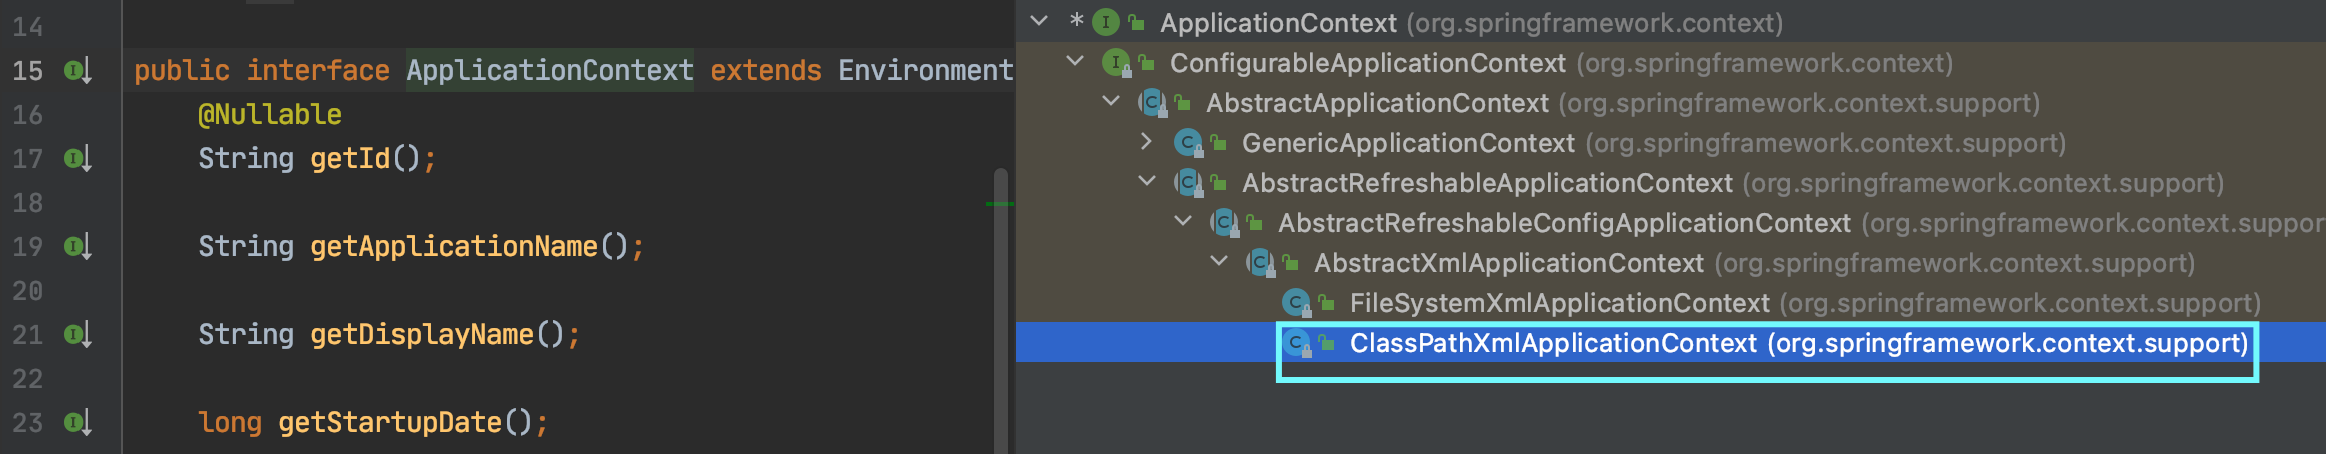 14
15 public interface ApplicationContext extends Environment
16 @Nullable
17 String getId();
18
19 String getApplicationName();
20
21 String getDisplayName();
22
23 long getStartupDate();
* I ApplicationContext (org.springframework.context)
I ConfigurableApplicationContext (org.springframework.context)
C AbstractApplicationContext (org.springframework.context.support)
C GenericApplicationContext (org.springframework.context.support)
C AbstractRefreshableApplicationContext (org.springframework.context.support)
C AbstractRefreshableConfigApplicationContext (org.springframework.context.suppor
C AbstractXmlApplicationContext (org.springframework.context.support)
C FileSystemXmlApplicationContext (org.springframework.context.support)
C ClassPathXmlApplicationContext (org.springframework.context.support)